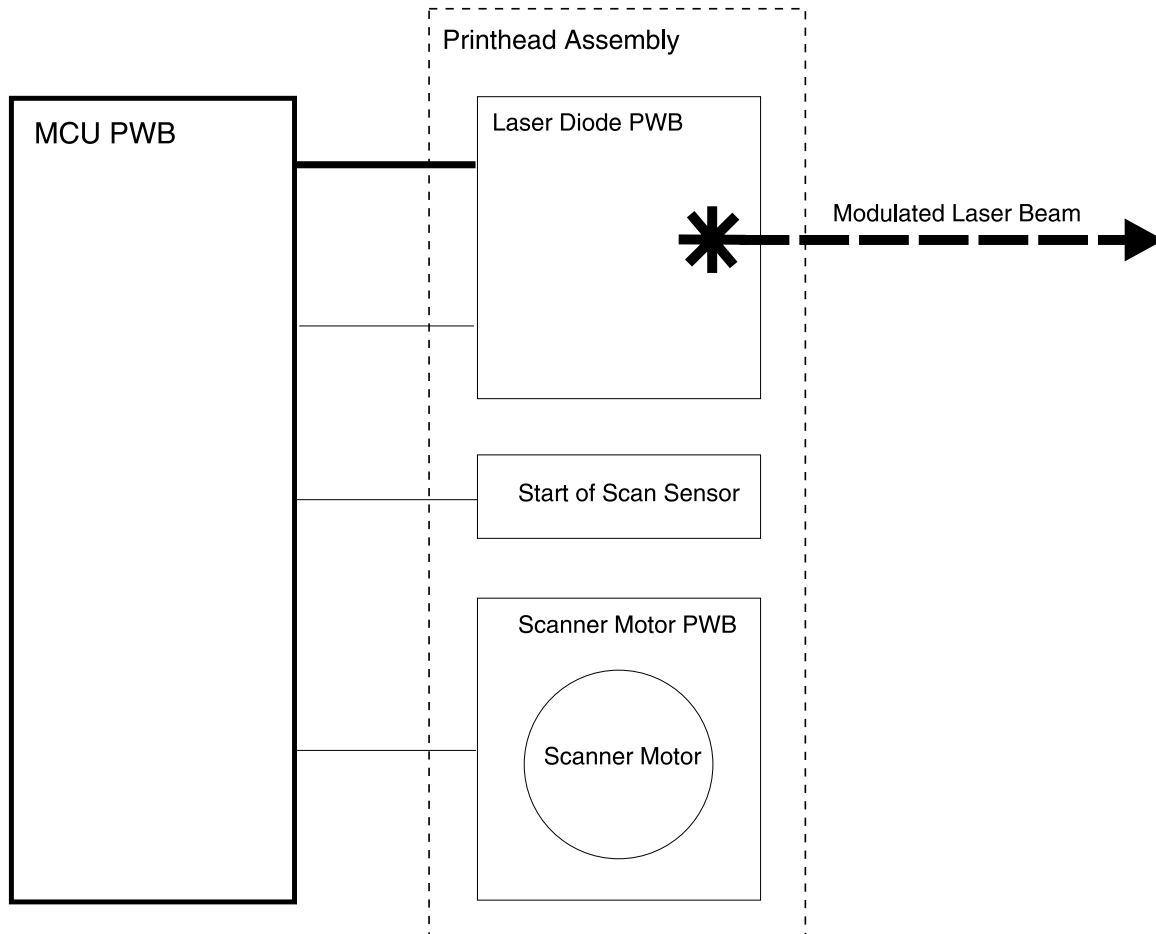 Printhead Assembly
MCU PWB
Laser Diode PWB
Modulated Laser Beam
Start of Scan Sensor
Scanner Motor PWB
Scanner Motor